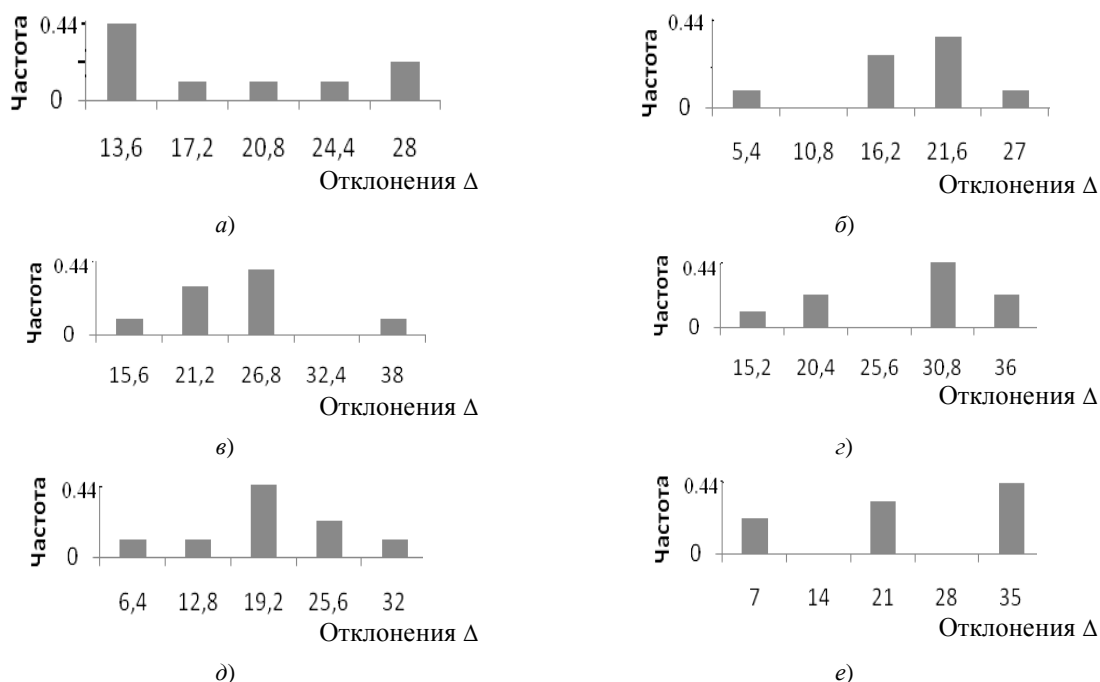 Частота
0.44
0
13,6 17,2 20,8 24,4 28
Отклонения Δ
а)
Частота
0.44
0
5,4 10,8 16,2 21,6 27
Отклонения Δ
б)
Частота
0.44
0
15,6 21,2 26,8 32,4 38
Отклонения Δ
в)
Частота
0.44
0
15,2 20,4 25,6 30,8 36
Отклонения Δ
г)
Частота
0.44
0
6,4 12,8 19,2 25,6 32
Отклонения Δ
д)
Частота
0.44
0
7 14 21 28 35
Отклонения Δ
е)